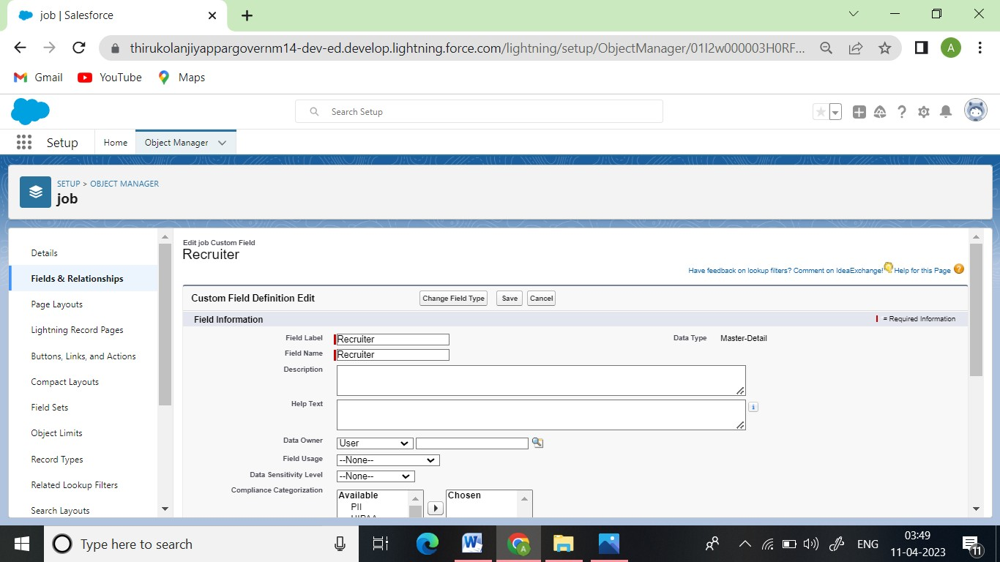 job | Salesforce
thirukolanjiyappargovernm14-dev-ed.develop.lightning.force.com/lightning/setup/ObjectManager/01I2w000003H0RF...
A
Gmail YouTube Maps
Search Setup
Setup Home Object Manager
SETUP > OBJECT MANAGER
job
Details
Fields & Relationships
Page Layouts
Lightning Record Pages
Buttons, Links, and Actions
Compact Layouts
Field Sets
Object Limits
Record Types
Related Lookup Filters
Search Layouts
Edit job Custom Field
Recruiter
Have feedback on lookup filters? Comment on IdeaExchange! Help for this Page
Custom Field Definition Edit Change Field Type Save Cancel
Field Information = Required Information
Field Label Recruiter Data Type Master-Detail
Field Name Recruiter
Description
Help Text
Data Owner User
Field Usage --None--
Data Sensitivity Level --None--
Compliance Categorization Available Chosen
PII
Type here to search
ENG
03:49
11-04-2023
11